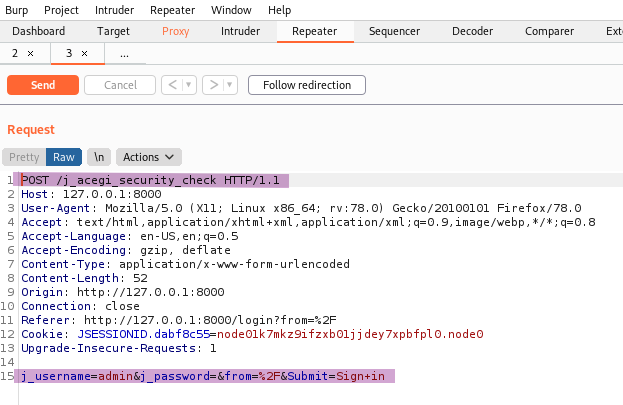 Burp Project Intruder Repeater Window Help
Dashboard Target Proxy Intruder Repeater Sequencer Decoder Comparer Exte
2 × 3 × ...
Send Cancel < > Follow redirection
Request
Pretty Raw \n Actions
1 POST /j_acegi_security_check HTTP/1.1
2 Host: 127.0.0.1:8000
3 User-Agent: Mozilla/5.0 (X11; Linux x86_64; rv:78.0) Gecko/20100101 Firefox/78.0
4 Accept: text/html,application/xhtml+xml,application/xml;q=0.9,image/webp,*/*;q=0.8
5 Accept-Language: en-US,en;q=0.5
6 Accept-Encoding: gzip, deflate
7 Content-Type: application/x-www-form-urlencoded
8 Content-Length: 52
9 Origin: http://127.0.0.1:8000
10 Connection: close
11 Referer: http://127.0.0.1:8000/login?from=%2F
12 Cookie: JSESSIONID.dabf8c55=node01k7mkz9ifzxb01jjdey7xpbfpl0.node0
13 Upgrade-Insecure-Requests: 1
14
15 j_username=admin&j_password=&from=%2F&Submit=Sign+in